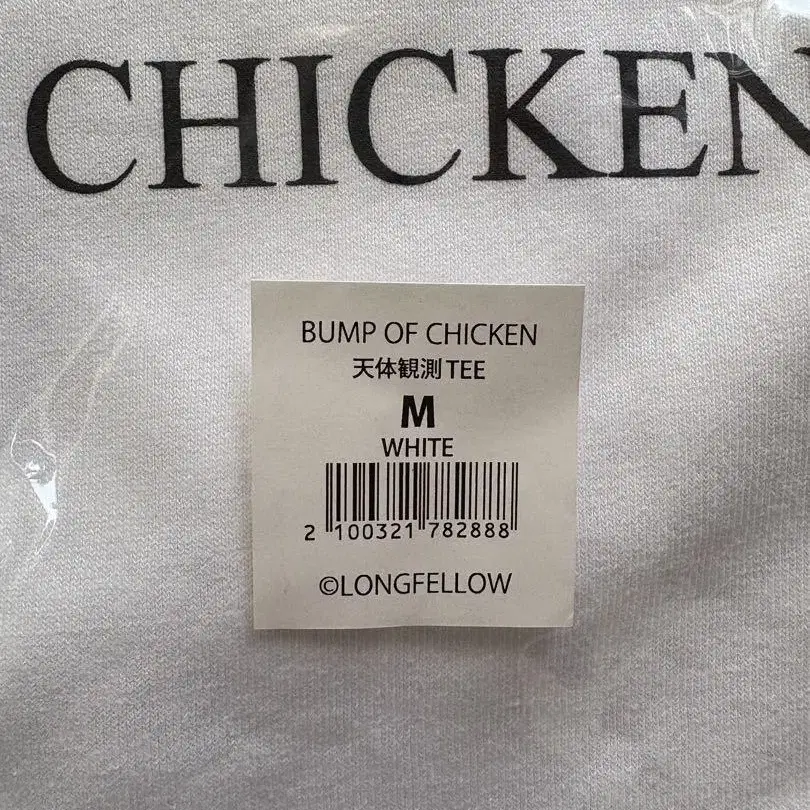 CHICKEN
BUMP OF CHICKEN
天体観測 TEE
M
WHITE
2 100321 782888
©LONGFELLOW